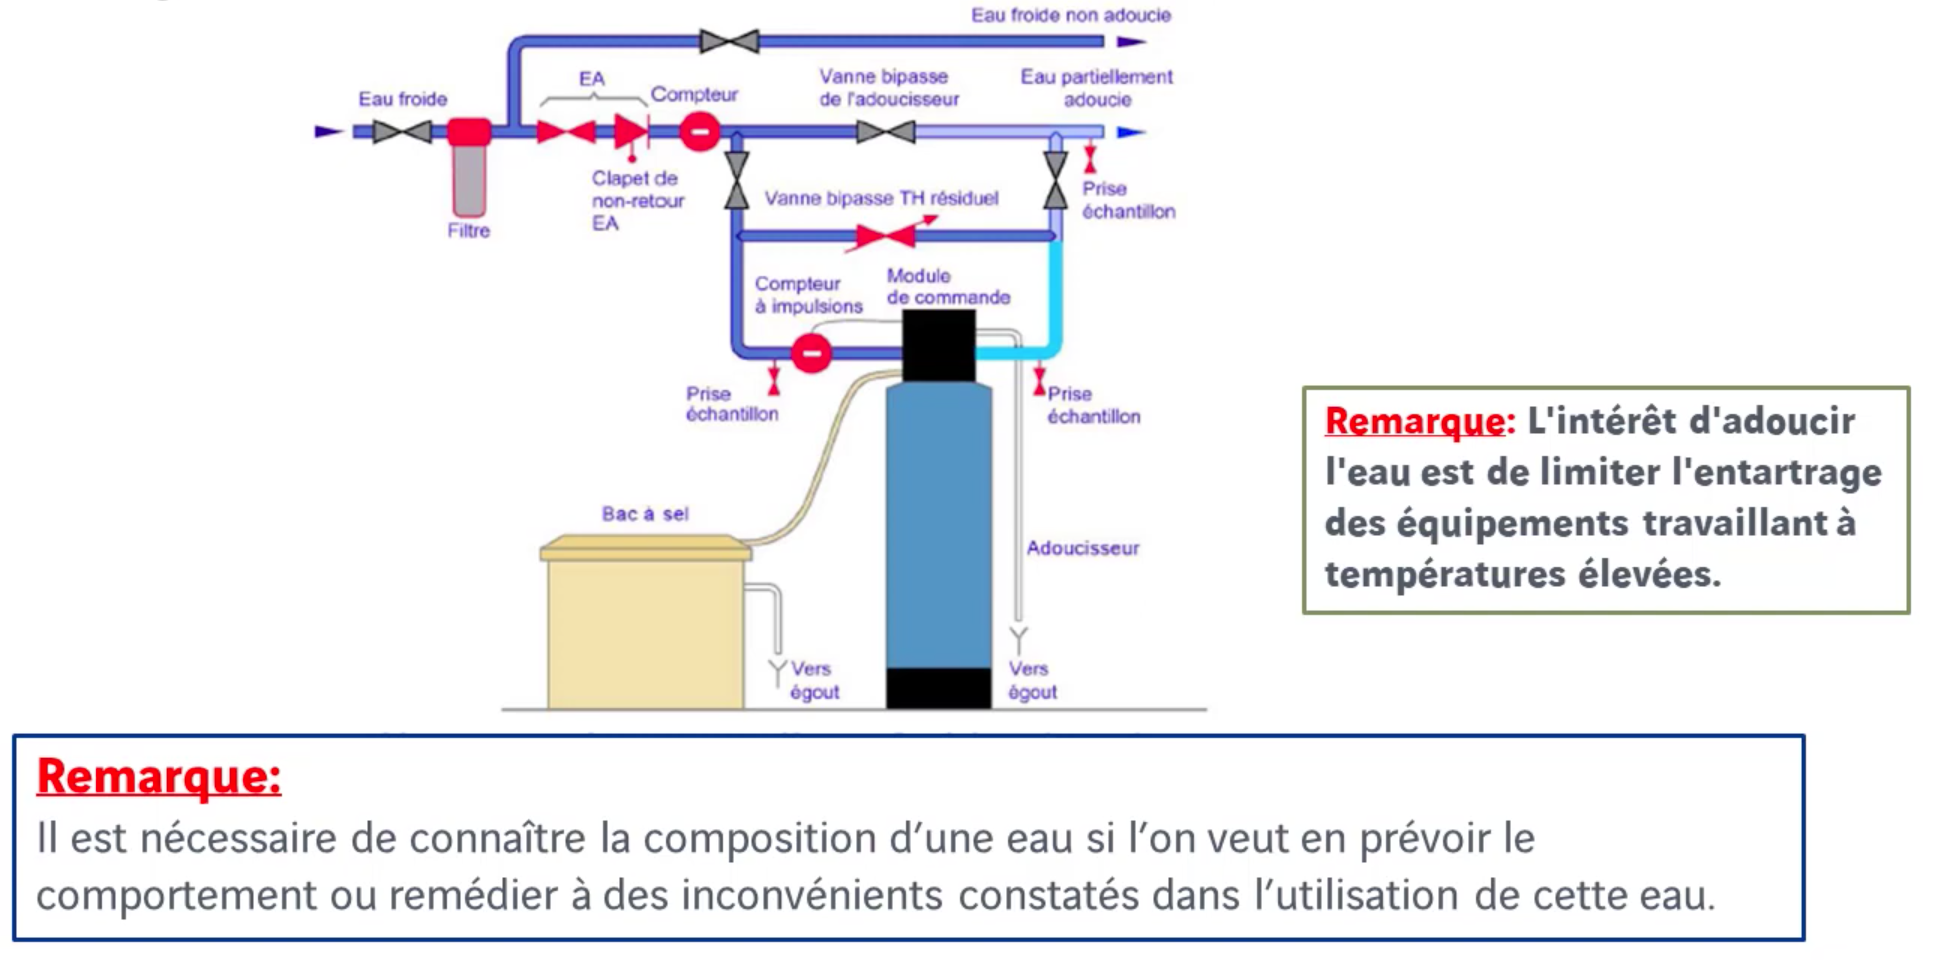 Eau froide non adoucie
EA
Vanne bipasse
de l'adoucisseur
Eau partiellement
adoucie
Eau froide
Compteur
Clapet de
non-retour
EA
Filtre
Vanne bipasse TH résiduel
Prise
échantillon
Compteur
à impulsions
Module
de commande
Prise
échantillon
Prise
échantillon
Bac à sel
Adoucisseur
Vers
égout
Vers
égout
Remarque: L'intérêt d'adoucir
l'eau est de limiter l'entartrage
des équipements travaillant à
températures élevées.
Remarque:
Il est nécessaire de connaître la composition d’une eau si l’on veut en prévoir le
comportement ou remédier à des inconvénients constatés dans l’utilisation de cette eau.